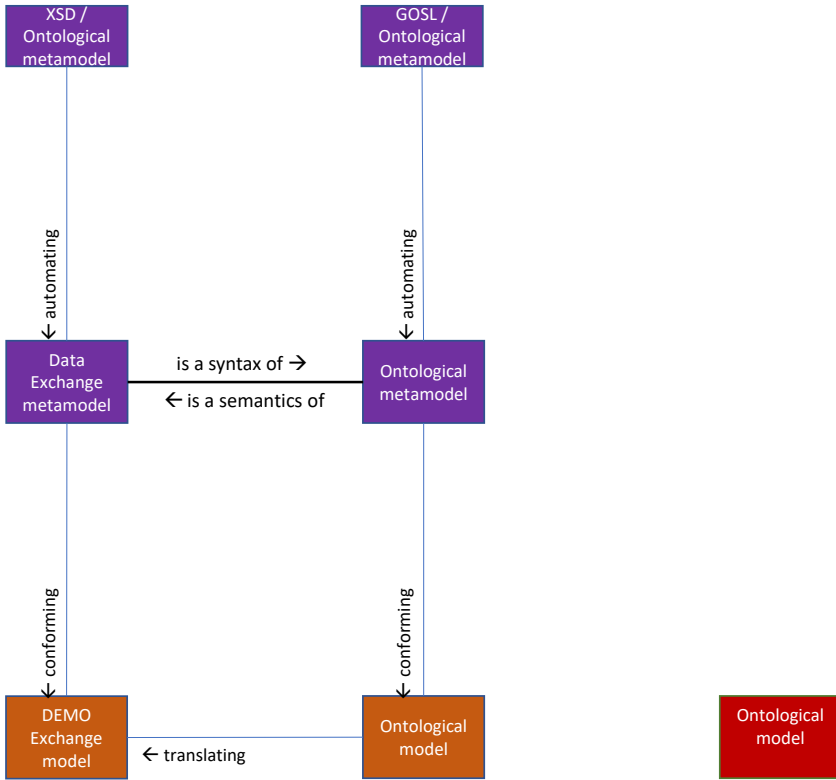 XSD /
Ontological
metamodel
GOSL /
Ontological
metamodel
← automating
← automating
Data
Exchange
metamodel
is a syntax of →
← is a semantics of
Ontological
metamodel
← conforming
← conforming
DEMO
Exchange
model
← translating
Ontological
model
Ontological
model